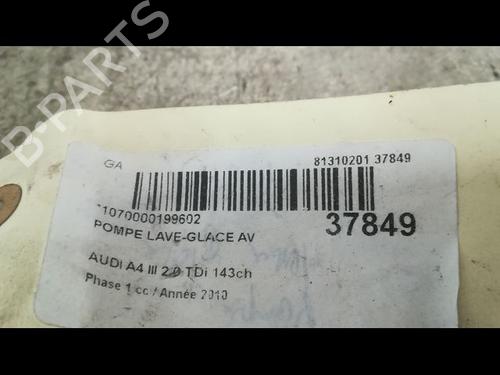 GA
81310201 37849
*1070000199602
37849
POMPE LAVE-GLACE AV
AUDI A4 III 2.0 TDi 143ch
Phase 1 cc / Année 2010